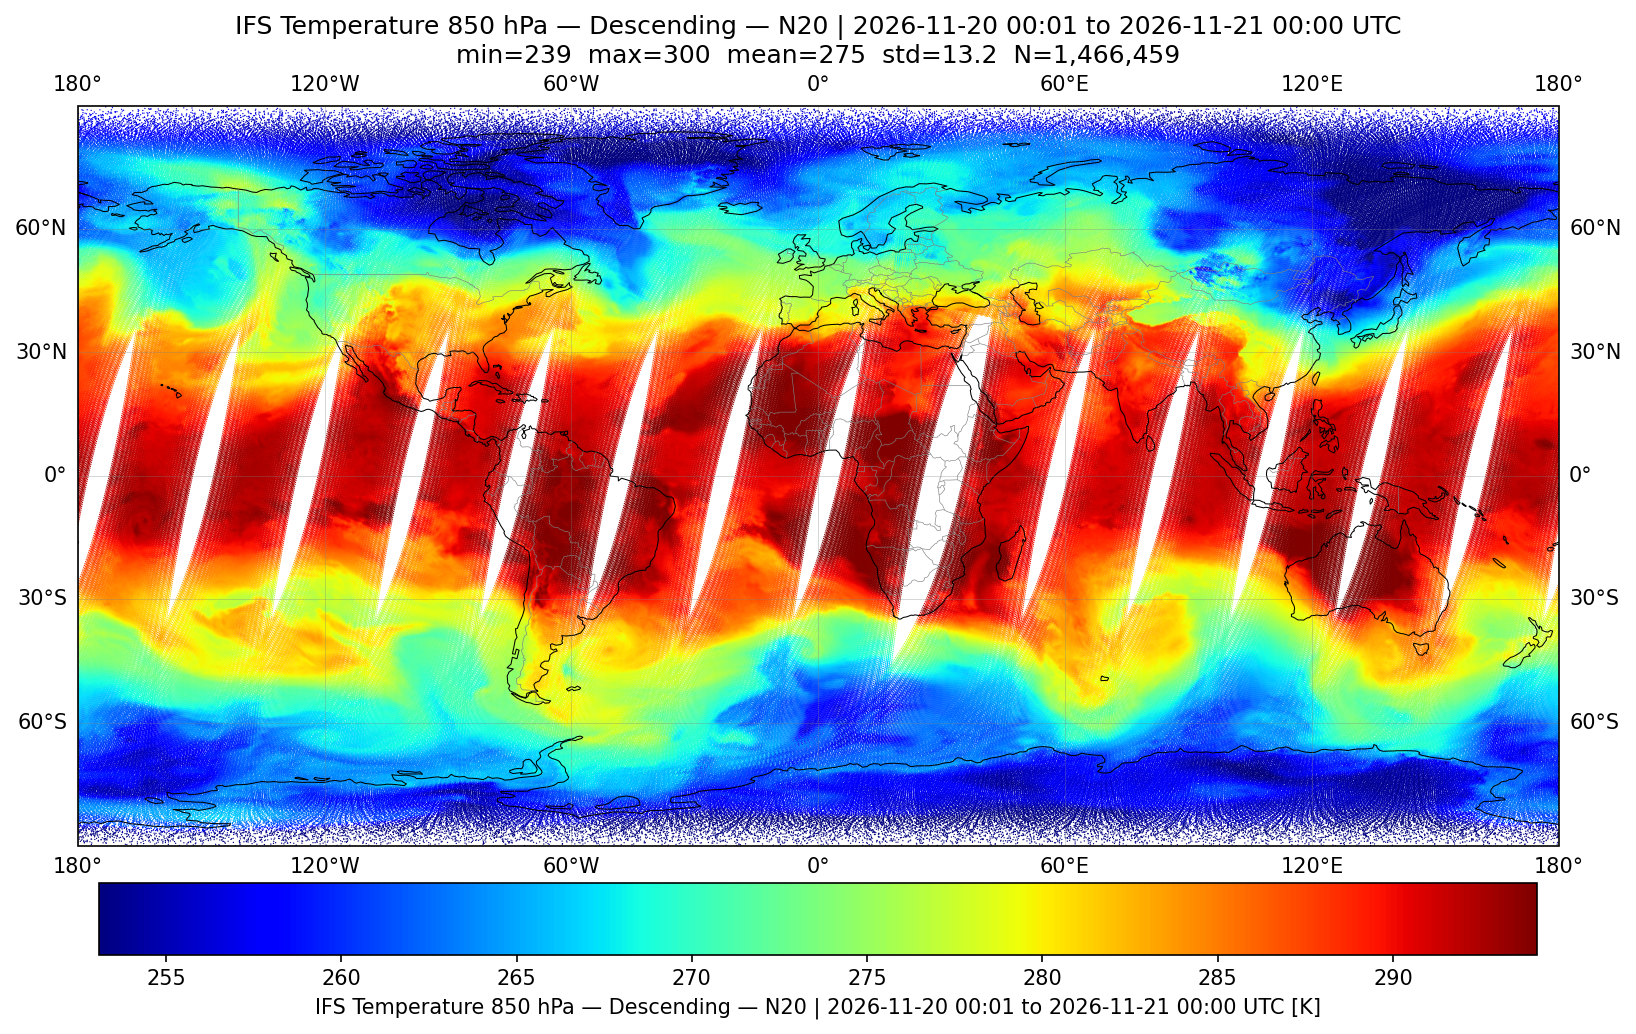 IFS Temperature 850 hPa — Descending — N20 | 2026-11-20 00:01 to 2026-11-21 00:00 UTC
min=239  max=300  mean=275  std=13.2  N=1,466,459
180° 120°W 60°W 0° 60°E 120°E 180°
60°N 60°N
30°N 30°N
0° 0°
30°S 30°S
60°S 60°S
180° 120°W 60°W 0° 60°E 120°E 180°
255 260 265 270 275 280 285 290
IFS Temperature 850 hPa — Descending — N20 | 2026-11-20 00:01 to 2026-11-21 00:00 UTC [K]